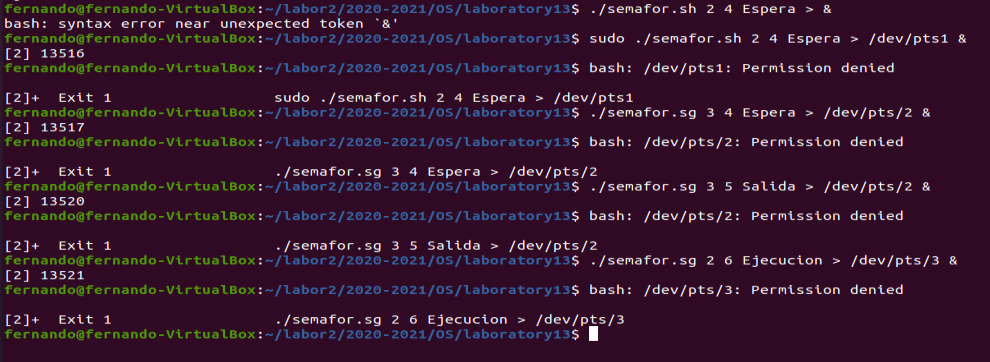 fernando@fernando-VirtualBox:~/labor2/2020-2021/OS/laboratory13$ ./semafor.sh 2 4 Espera > &
bash: syntax error near unexpected token `&'
fernando@fernando-VirtualBox:~/labor2/2020-2021/OS/laboratory13$ sudo ./semafor.sh 2 4 Espera > /dev/pts1 &
[2] 13516
fernando@fernando-VirtualBox:~/labor2/2020-2021/OS/laboratory13$ bash: /dev/pts1: Permission denied
[2]+  Exit 1                  sudo ./semafor.sh 2 4 Espera > /dev/pts1
fernando@fernando-VirtualBox:~/labor2/2020-2021/OS/laboratory13$ ./semafor.sg 3 4 Espera > /dev/pts/2 &
[2] 13517
fernando@fernando-VirtualBox:~/labor2/2020-2021/OS/laboratory13$ bash: /dev/pts/2: Permission denied
[2]+  Exit 1                  ./semafor.sg 3 4 Espera > /dev/pts/2
fernando@fernando-VirtualBox:~/labor2/2020-2021/OS/laboratory13$ ./semafor.sg 3 5 Salida > /dev/pts/2 &
[2] 13520
fernando@fernando-VirtualBox:~/labor2/2020-2021/OS/laboratory13$ bash: /dev/pts/2: Permission denied
[2]+  Exit 1                  ./semafor.sg 3 5 Salida > /dev/pts/2
fernando@fernando-VirtualBox:~/labor2/2020-2021/OS/laboratory13$ ./semafor.sg 2 6 Ejecucion > /dev/pts/3 &
[2] 13521
fernando@fernando-VirtualBox:~/labor2/2020-2021/OS/laboratory13$ bash: /dev/pts/3: Permission denied
[2]+  Exit 1                  ./semafor.sg 2 6 Ejecucion > /dev/pts/3
fernando@fernando-VirtualBox:~/labor2/2020-2021/OS/laboratory13$